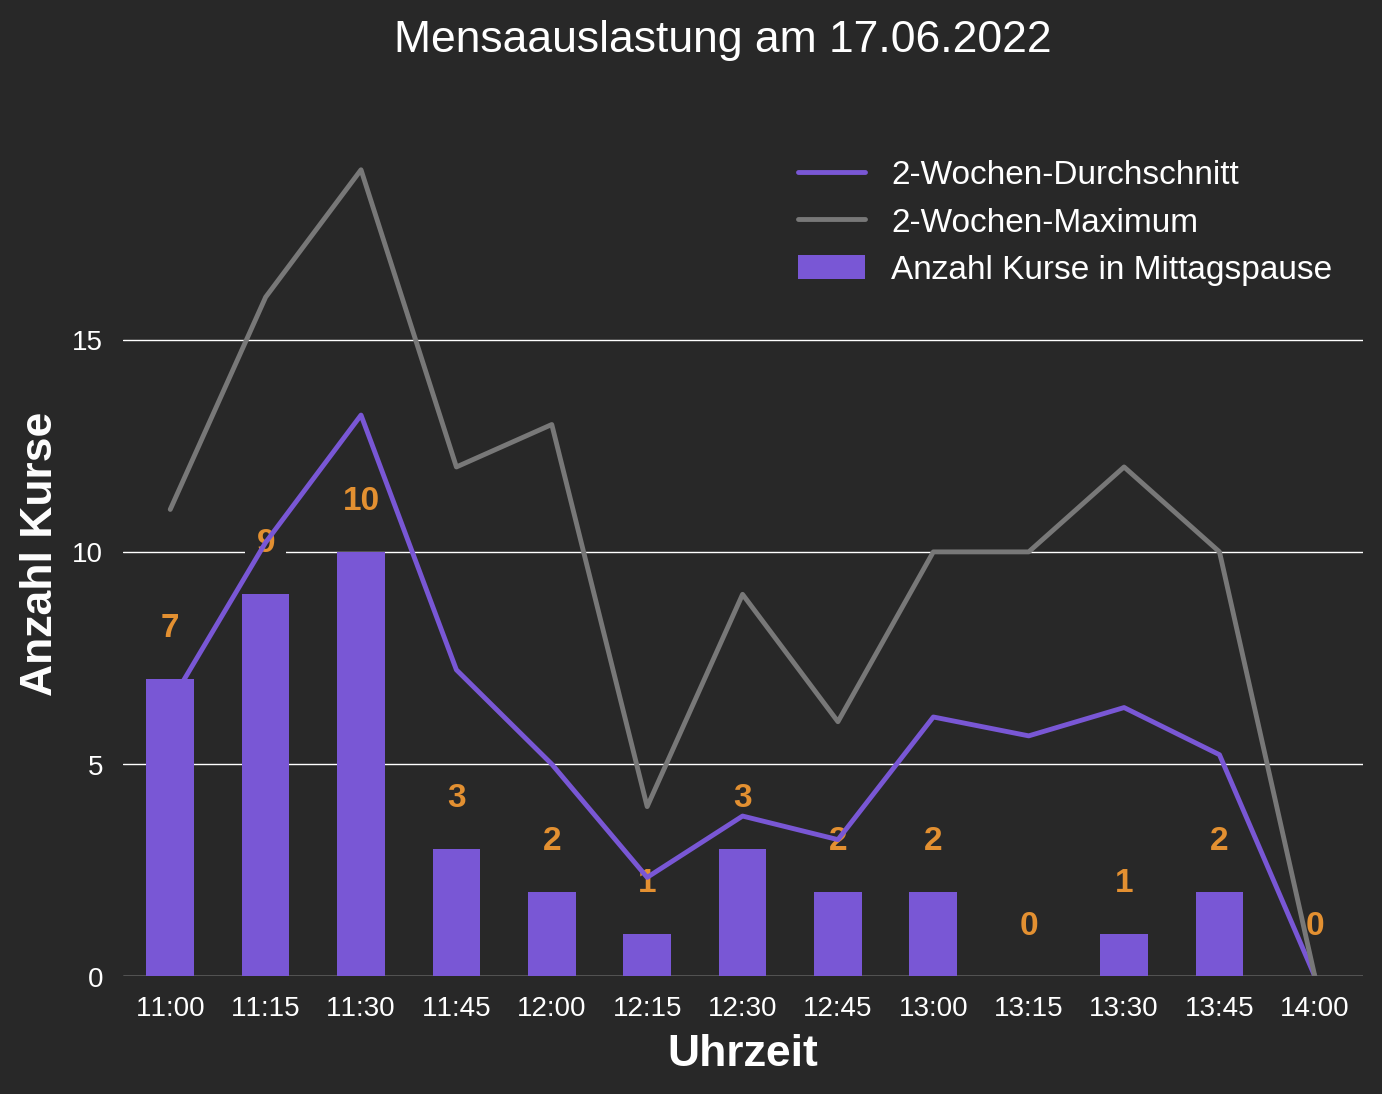 Mensaauslastung am 17.06.2022
2-Wochen-Durchschnitt
2-Wochen-Maximum
Anzahl Kurse in Mittagspause
Anzahl Kurse
15
10
5
0
7
9
10
3
2
1
3
2
2
0
1
2
0
11:00 11:15 11:30 11:45 12:00 12:15 12:30 12:45 13:00 13:15 13:30 13:45 14:00
Uhrzeit